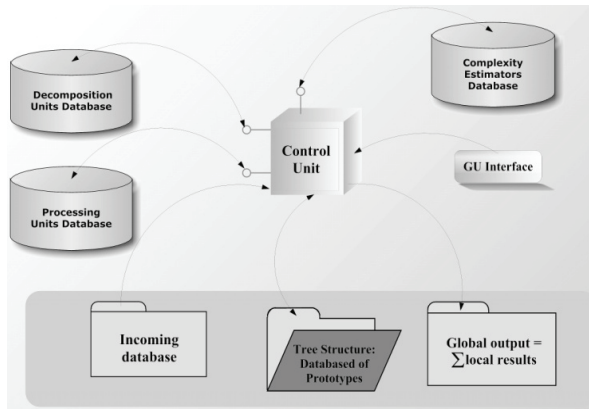 Decomposition
Units Database
Complexity
Estimators
Database
Control
Unit
GU Interface
Processing
Units Database
Incoming
database
Tree Structure:
Databased of
Prototypes
Global output =
∑local results